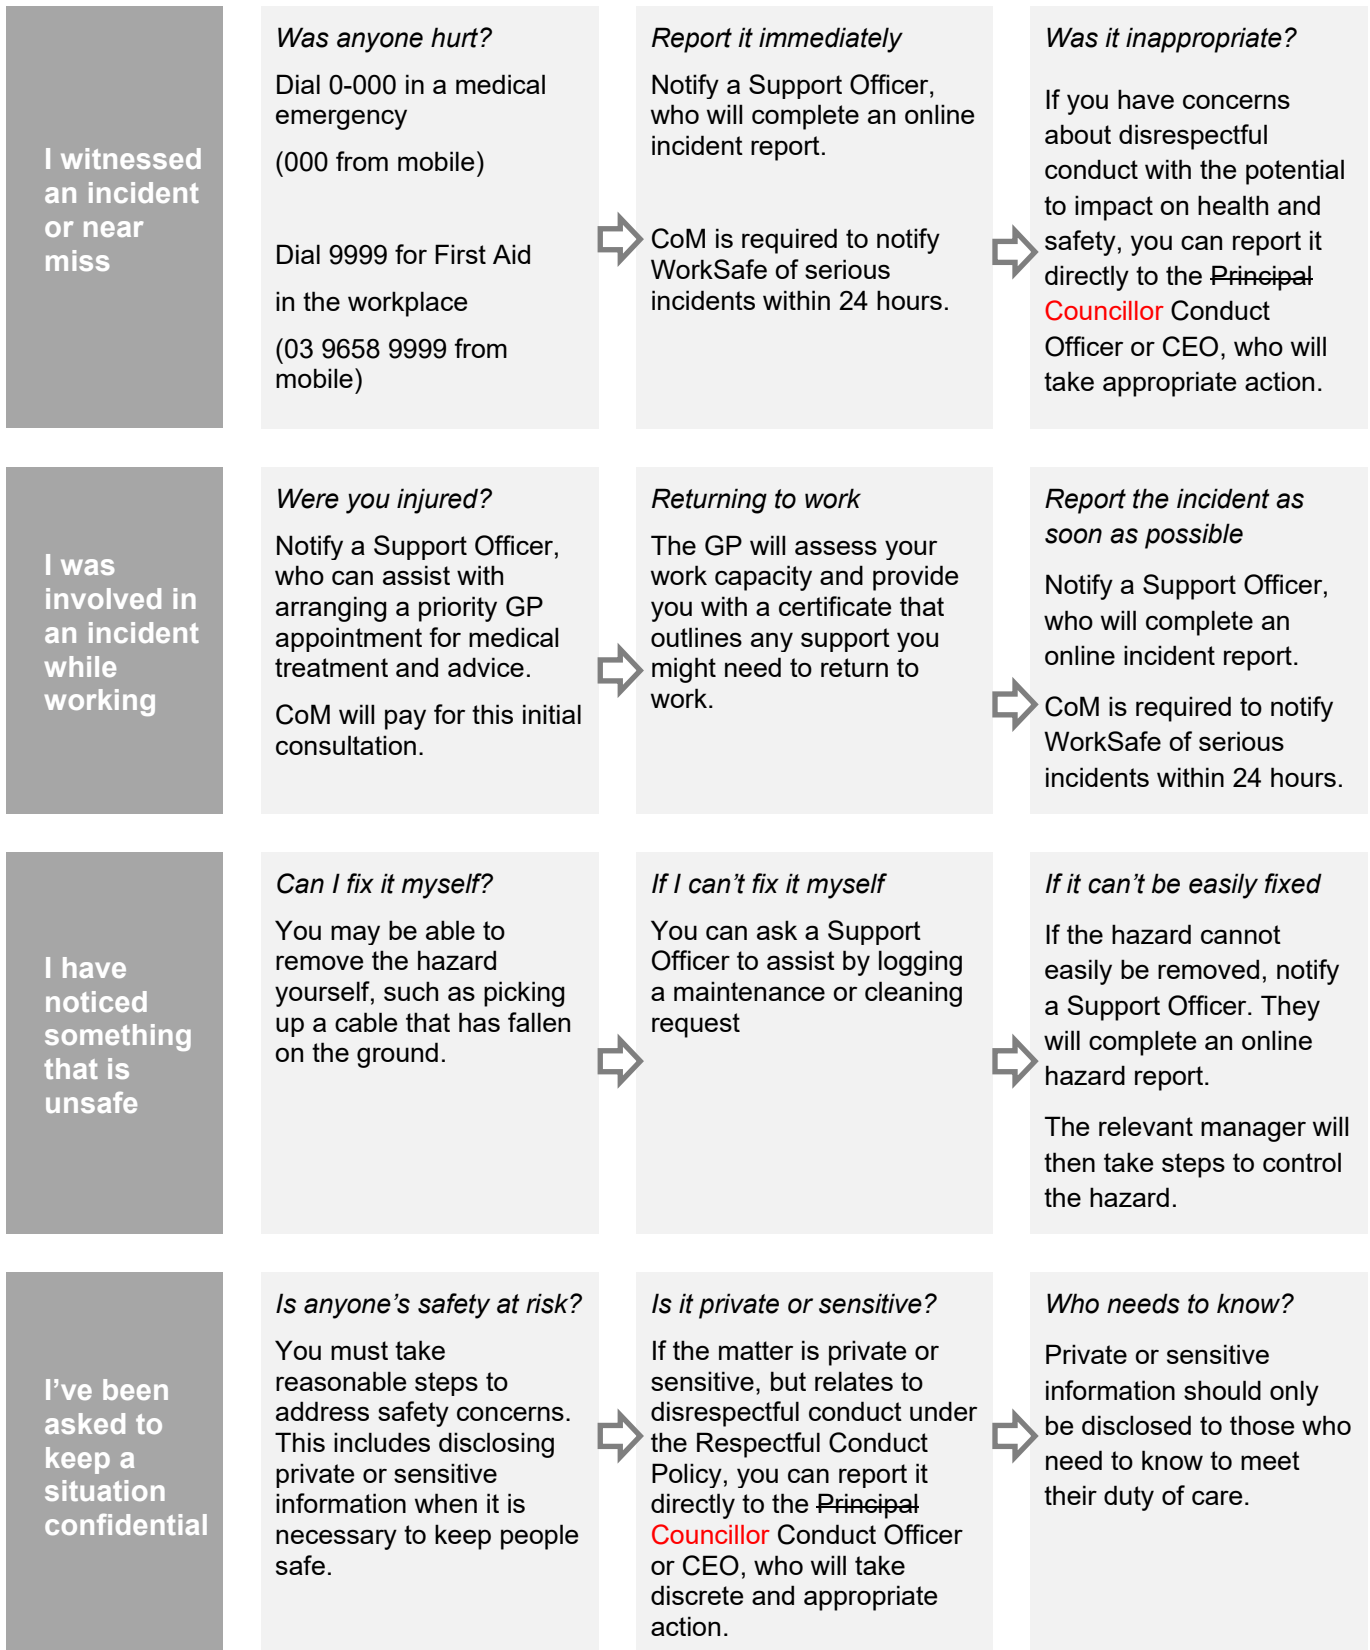 I witnessed
an incident
or near
miss
Was anyone hurt?
Dial 0-000 in a medical
emergency
(000 from mobile)
Dial 9999 for First Aid
in the workplace
(03 9658 9999 from
mobile)
Report it immediately
Notify a Support Officer,
who will complete an online
incident report.
CoM is required to notify
WorkSafe of serious
incidents within 24 hours.
Was it inappropriate?
If you have concerns
about disrespectful
conduct with the potential
to impact on health and
safety, you can report it
directly to the Principal
Councillor Conduct
Officer or CEO, who will
take appropriate action.
I was
involved in
an incident
while
working
Were you injured?
Notify a Support Officer,
who can assist with
arranging a priority GP
appointment for medical
treatment and advice.
CoM will pay for this initial
consultation.
Returning to work
The GP will assess your
work capacity and provide
you with a certificate that
outlines any support you
might need to return to
work.
Report the incident as
soon as possible
Notify a Support Officer,
who will complete an
online incident report.
CoM is required to notify
WorkSafe of serious
incidents within 24 hours.
I have
noticed
something
that is
unsafe
Can I fix it myself?
You may be able to
remove the hazard
yourself, such as picking
up a cable that has fallen
on the ground.
If I can’t fix it myself
You can ask a Support
Officer to assist by logging
a maintenance or cleaning
request
If it can’t be easily fixed
If the hazard cannot
easily be removed, notify
a Support Officer. They
will complete an online
hazard report.
The relevant manager will
then take steps to control
the hazard.
I’ve been
asked to
keep a
situation
confidential
Is anyone’s safety at risk?
You must take
reasonable steps to
address safety concerns.
This includes disclosing
private or sensitive
information when it is
necessary to keep people
safe.
Is it private or sensitive?
If the matter is private or
sensitive, but relates to
disrespectful conduct under
the Respectful Conduct
Policy, you can report it
directly to the Principal
Councillor Conduct Officer
or CEO, who will take
discrete and appropriate
action.
Who needs to know?
Private or sensitive
information should only
be disclosed to those who
need to know to meet
their duty of care.